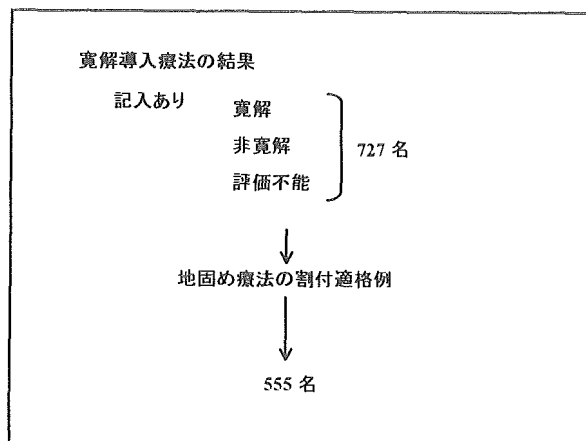 寛解導入療法の結果
記入あり
寛解
非寛解
評価不能
727 名
地固め療法の割付適格例
555 名